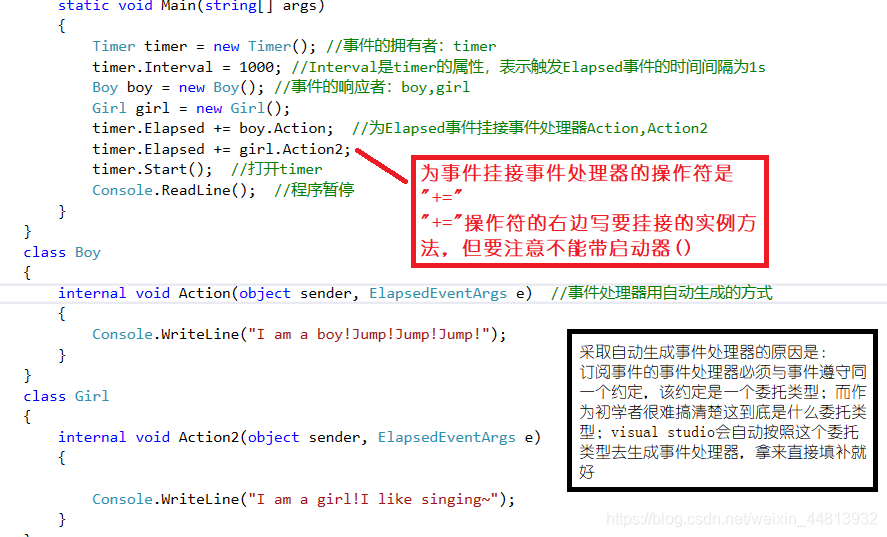 static void Main(string[] args)
{
Timer timer = new Timer(); //事件的拥有者：timer
timer.Interval = 1000; //Interval是timer的属性，表示触发Elapsed事件的时间间隔为1s
Boy boy = new Boy(); //事件的响应者：boy,girl
Girl girl = new Girl();
timer.Elapsed += boy.Action;  //为Elapsed事件挂接事件处理器Action,Action2
timer.Elapsed += girl.Action2;
timer.Start();  //打开timer
Console.ReadLine();  //程序暂停
}
}
为事件挂接事件处理器的操作符是
"+="
"+="操作符的右边写要挂接的实例方
法，但要注意不能带启动器()
class Boy
{
internal void Action(object sender, ElapsedEventArgs e)  //事件处理器用自动生成的方式
{
Console.WriteLine("I am a boy!Jump!Jump!Jump!");
}
}
class Girl
{
internal void Action2(object sender, ElapsedEventArgs e)
{
Console.WriteLine("I am a girl!I like singing~");
}
采取自动生成事件处理器的原因是：
订阅事件的事件处理器必须与事件遵守同
一个约定，该约定是一个委托类型；而作
为初学者很难搞清楚这到底是什么委托类
型；visual studio会自动按照这个委托
类型去生成事件处理器，拿来直接填补就
好
https://blog.csdn.net/weixin_44813932